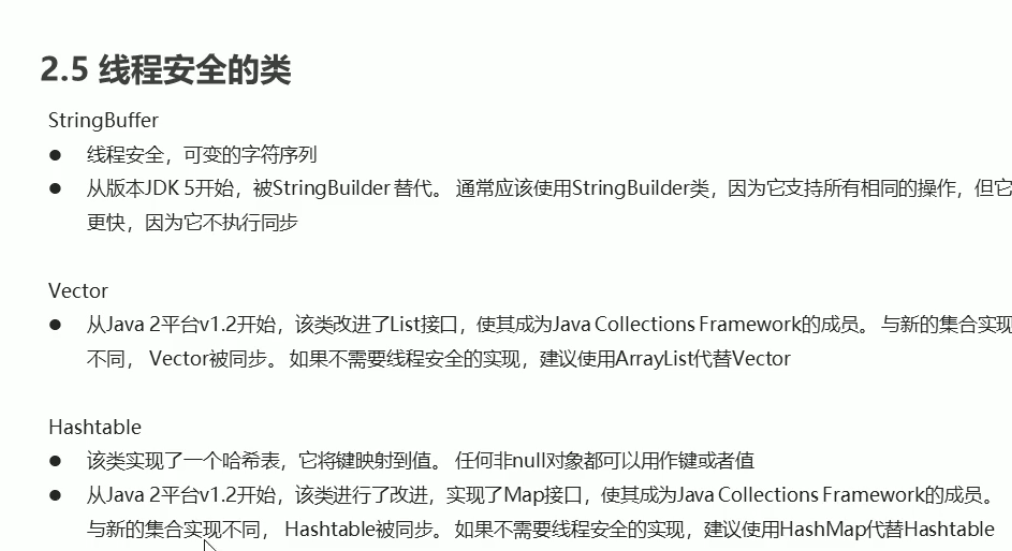 2.5 线程安全的类
StringBuffer
● 线程安全，可变的字符序列
● 从版本JDK 5开始，被StringBuilder 替代。 通常应该使用StringBuilder类，因为它支持所有相同的操作，但它
更快，因为它不执行同步
Vector
● 从Java 2平台v1.2开始，该类改进了List接口，使其成为Java Collections Framework的成员。 与新的集合实现
不同， Vector被同步。 如果不需要线程安全的实现，建议使用ArrayList代替Vector
Hashtable
● 该类实现了一个哈希表，它将键映射到值。 任何非null对象都可以用作键或者值
● 从Java 2平台v1.2开始，该类进行了改进，实现了Map接口，使其成为Java Collections Framework的成员。
与新的集合实现不同， Hashtable被同步。 如果不需要线程安全的实现，建议使用HashMap代替Hashtable